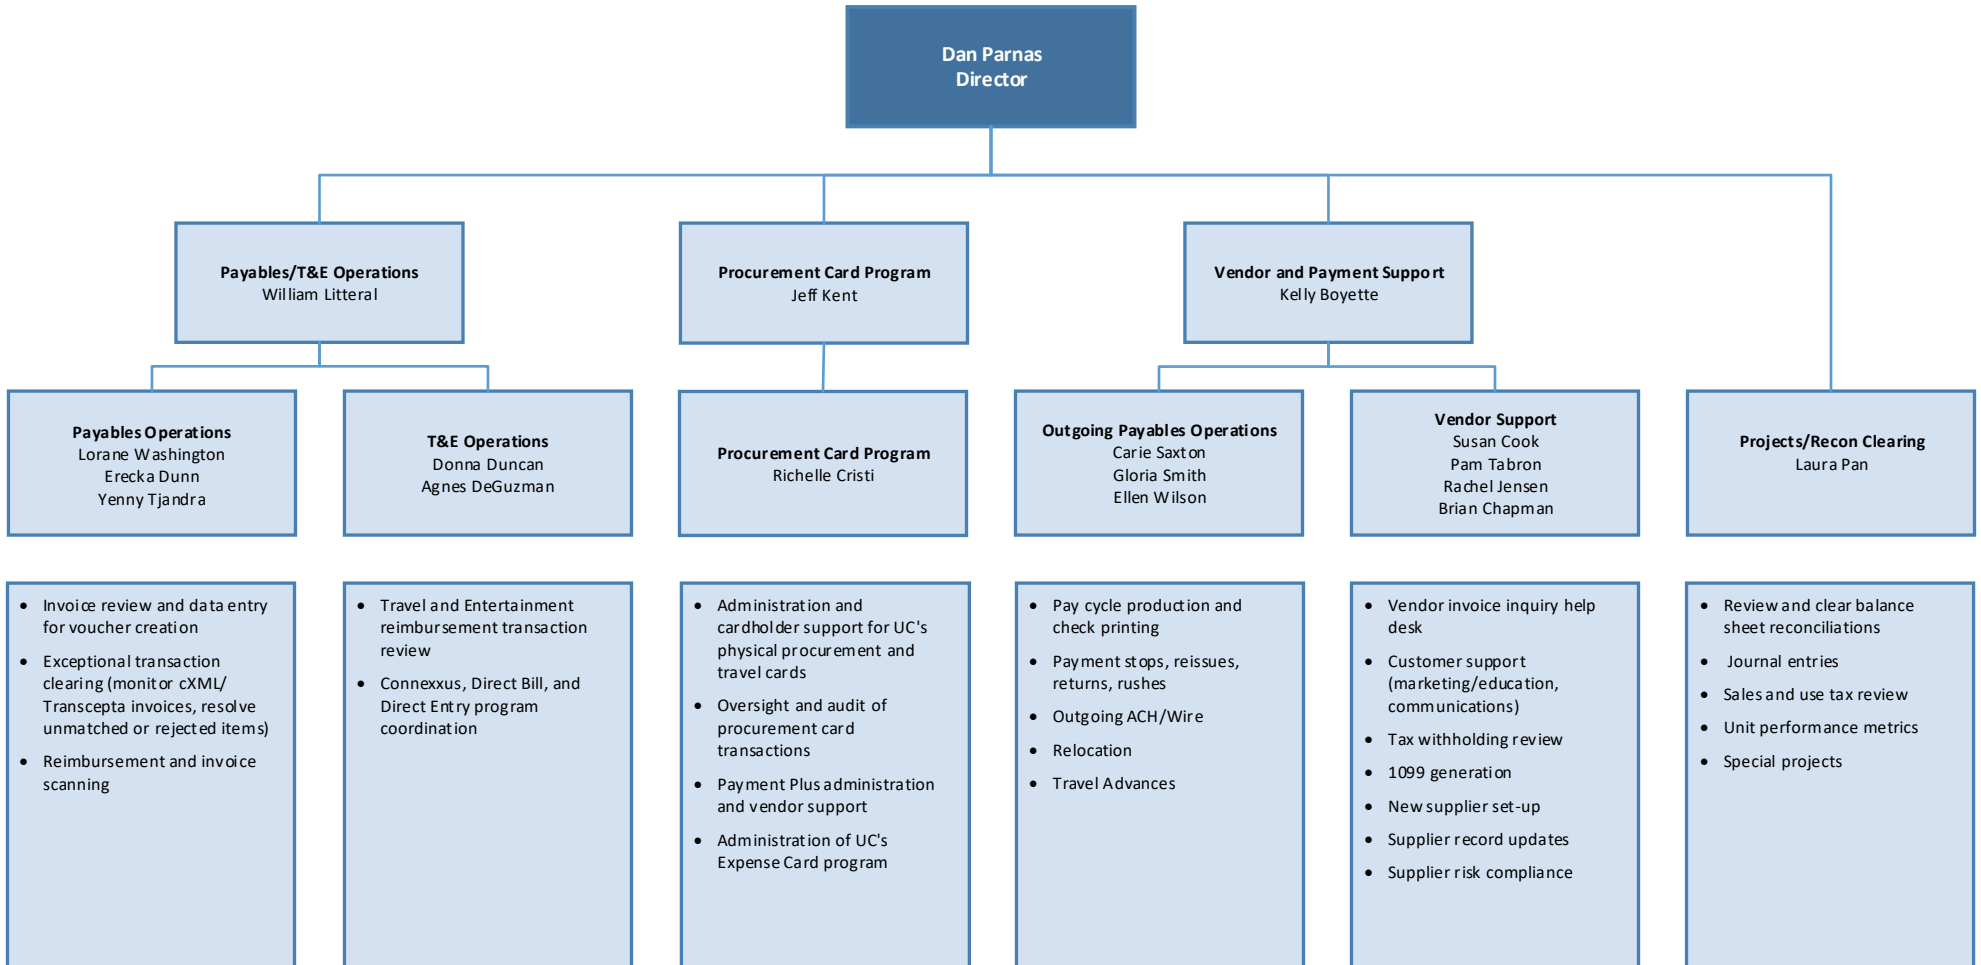 Dan Parnas
Director
Payables/T&E Operations
William Litteral
Procurement Card Program
Jeff Kent
Vendor and Payment Support
Kelly Boyette
Payables Operations
Lorane Washington
Erecka Dunn
Yenny Tjandra
T&E Operations
Donna Duncan
Agnes DeGuzman
Procurement Card Program
Richelle Cristi
Outgoing Payables Operations
Carie Saxton
Gloria Smith
Ellen Wilson
Vendor Support
Susan Cook
Pam Tabron
Rachel Jensen
Brian Chapman
Projects/Recon Clearing
Laura Pan
• Invoice review and data entry
for voucher creation
• Exceptional transaction
clearing (monitor cXML/
Transcepta invoices, resolve
unmatched or rejected items)
• Reimbursement and invoice
scanning
• Travel and Entertainment
reimbursement transaction
review
• Connexxus, Direct Bill, and
Direct Entry program
coordination
• Administration and
cardholder support for UC's
physical procurement and
travel cards
• Oversight and audit of
procurement card
transactions
• Payment Plus administration
and vendor support
• Administration of UC's
Expense Card program
• Pay cycle production and
check printing
• Payment stops, reissues,
returns, rushes
• Outgoing ACH/Wire
• Relocation
• Travel Advances
• Vendor invoice inquiry help
desk
• Customer support
(marketing/education,
communications)
• Tax withholding review
• 1099 generation
• New supplier set-up
• Supplier record updates
• Supplier risk compliance
• Review and clear balance
sheet reconciliations
• Journal entries
• Sales and use tax review
• Unit performance metrics
• Special projects